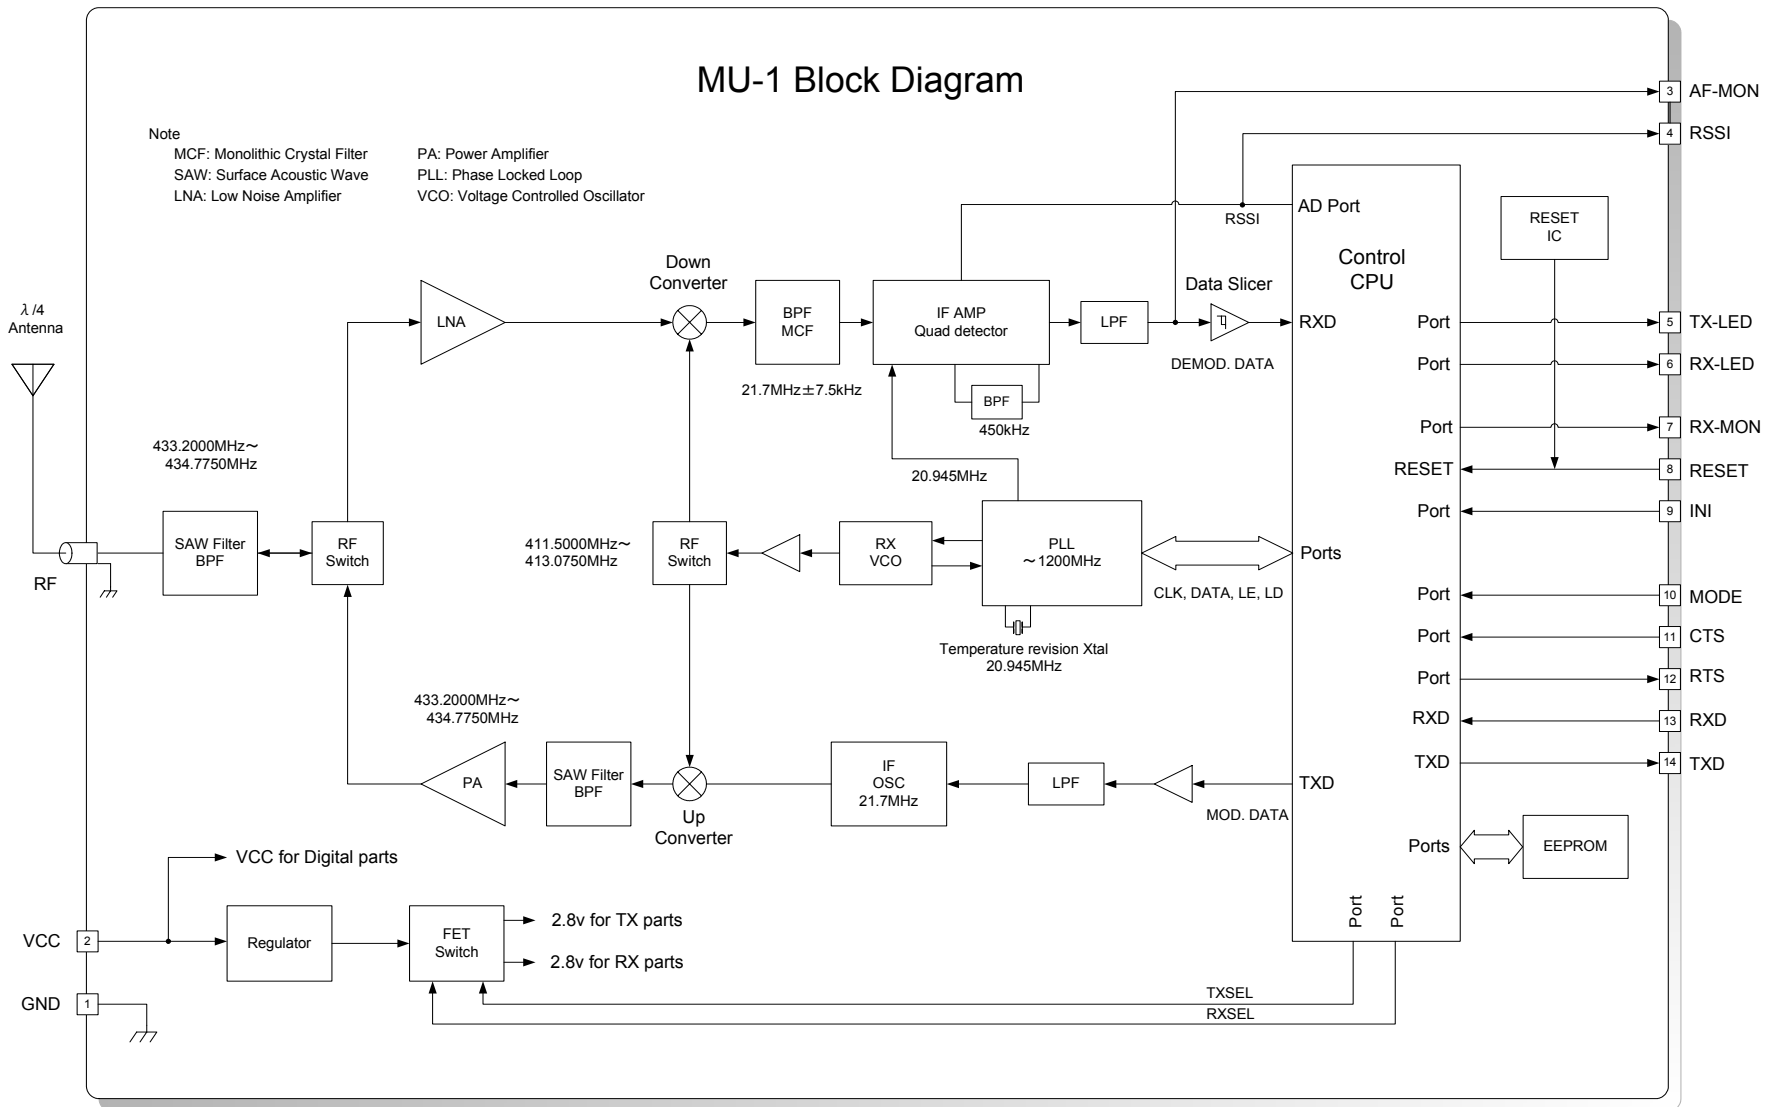 MU-1 Block Diagram
Note
MCF: Monolithic Crystal Filter
SAW: Surface Acoustic Wave
LNA: Low Noise Amplifier
PA: Power Amplifier
PLL: Phase Locked Loop
VCO: Voltage Controlled Oscillator
3
AF-MON
4
RSSI
RSSI
AD Port
Control
CPU
RESET
IC
λ/4
Antenna
LNA
Down
Converter
BPF
MCF
21.7MHz±7.5kHz
IF AMP
Quad detector
BPF
450kHz
LPF
Data Slicer
DEMOD. DATA
RXD
Port
5
TX-LED
Port
6
RX-LED
Port
7
RX-MON
RESET
8
RESET
Port
9
INI
433.2000MHz～
434.7750MHz
RF
SAW Filter
BPF
RF
Switch
411.5000MHz～
413.0750MHz
RF
Switch
RX
VCO
20.945MHz
PLL
～1200MHz
Ports
CLK, DATA, LE, LD
Temperature revision Xtal
20.945MHz
Port
10
MODE
Port
11
CTS
Port
12
RTS
RXD
13
RXD
TXD
14
TXD
433.2000MHz～
434.7750MHz
PA
SAW Filter
BPF
Up
Converter
IF
OSC
21.7MHz
LPF
MOD. DATA
TXD
Ports
EEPROM
VCC for Digital parts
VCC
2
Regulator
FET
Switch
2.8v for TX parts
2.8v for RX parts
Port
Port
GND
1
TXSEL
RXSEL